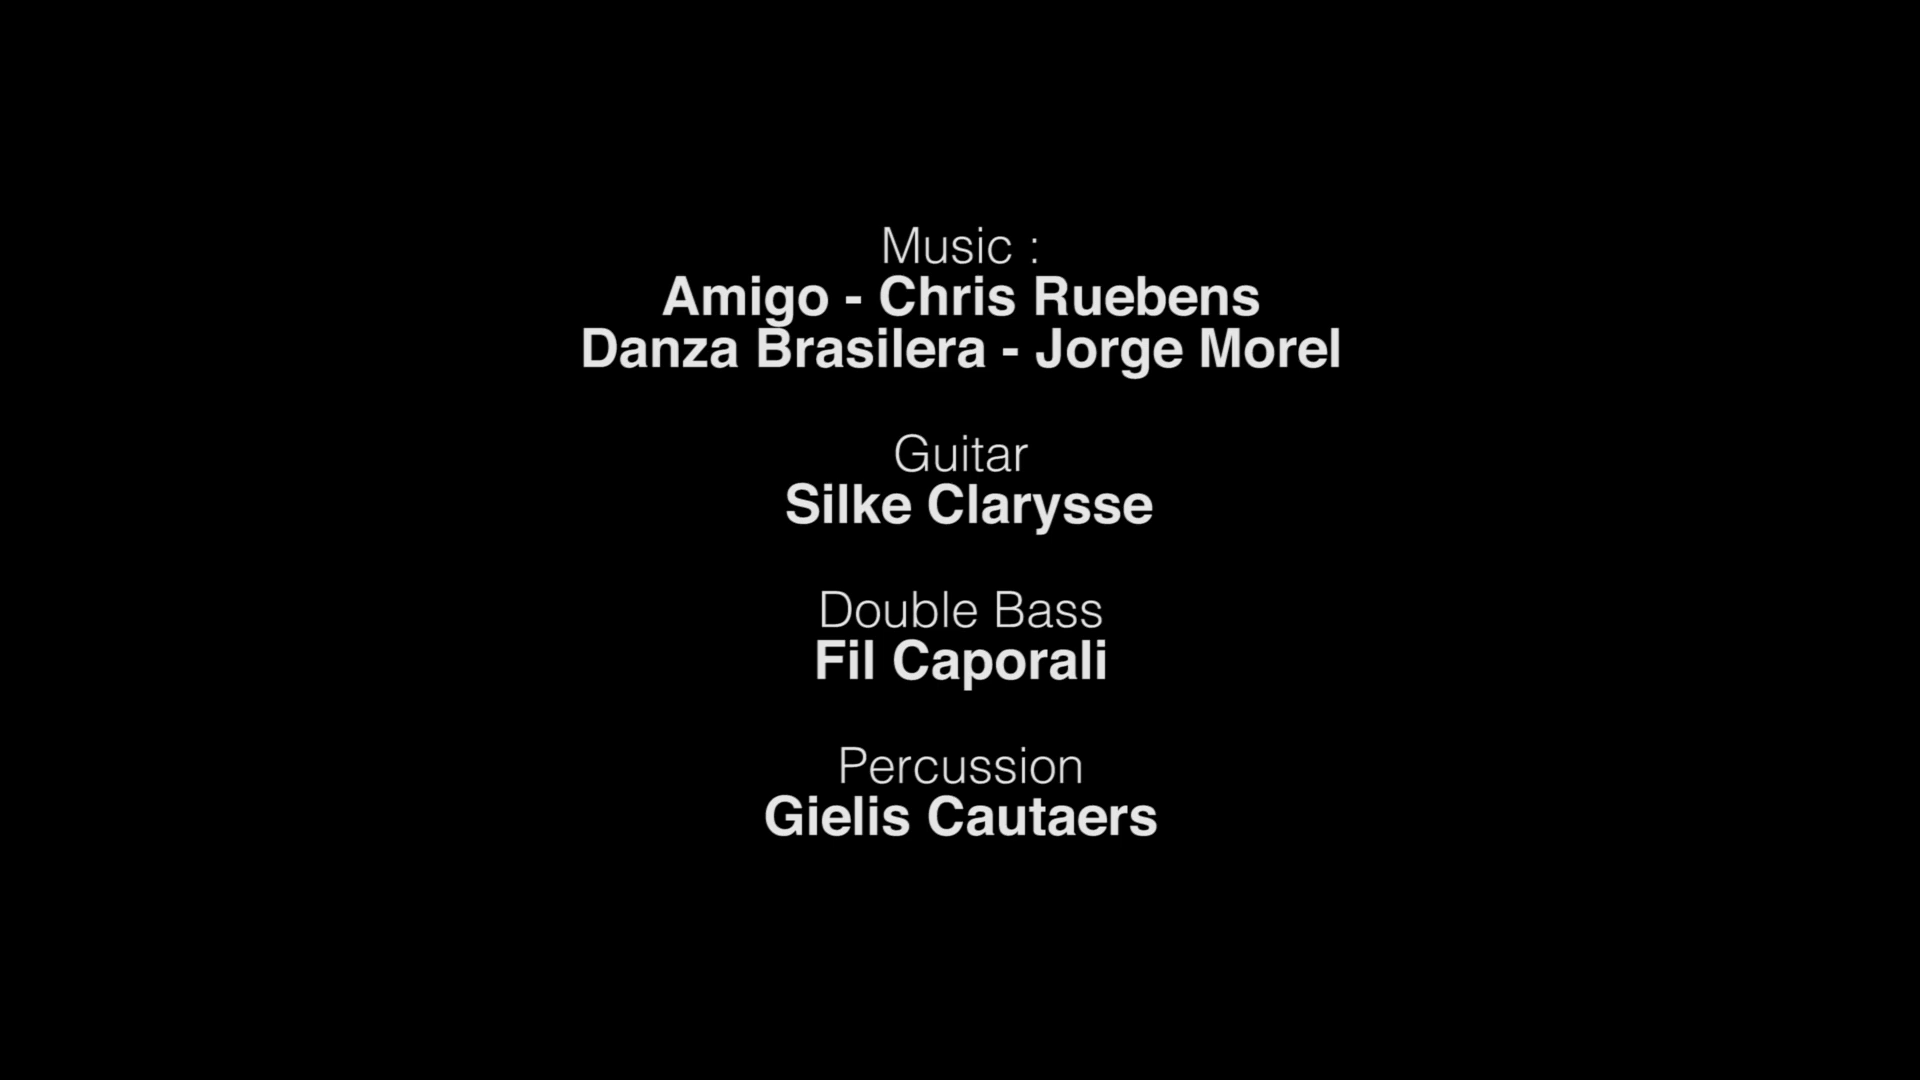 Music :
Amigo - Chris Ruebens
Danza Brasilera - Jorge Morel
Guitar
Silke Clarysse
Double Bass
Fil Caporali
Percussion
Gielis Cautaers